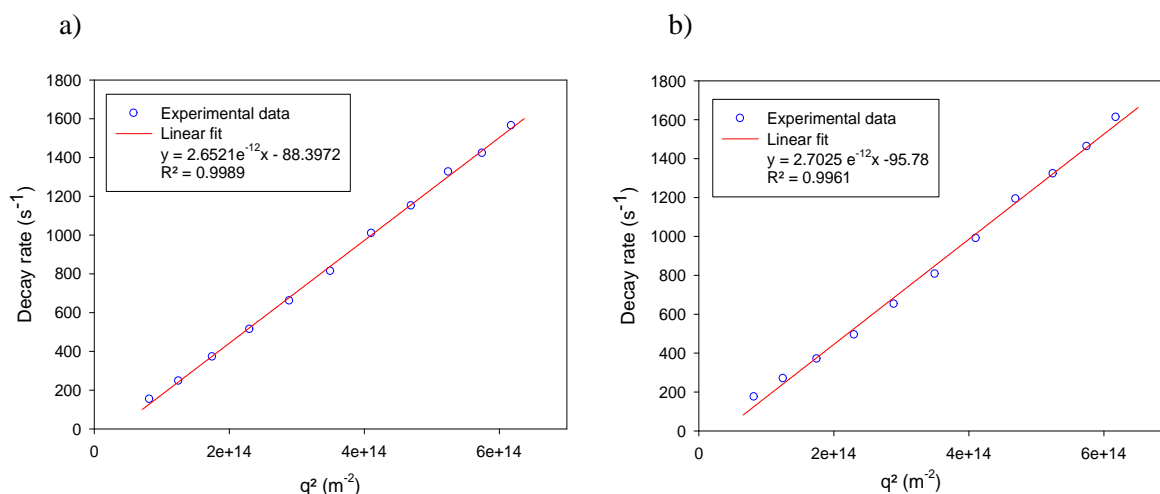 a)
1800
1600
1400
1200
1000
800
600
400
200
0
Decay rate (s⁻¹)
Experimental data
Linear fit
y = 2.6521e⁻¹²x - 88.3972
R² = 0.9989
0
2e+14
4e+14
6e+14
q² (m⁻²)
b)
1800
1600
1400
1200
1000
800
600
400
200
0
Decay rate (s⁻¹)
Experimental data
Linear fit
y = 2.7025 e⁻¹²x -95.78
R² = 0.9961
0
2e+14
4e+14
6e+14
q² (m⁻²)